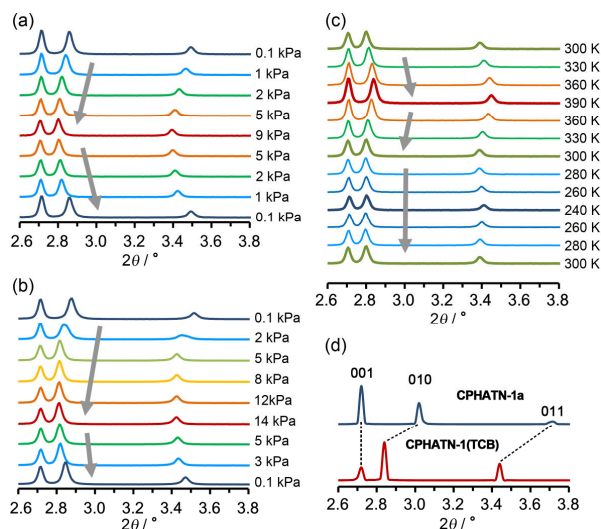 (a)
0.1 kPa
1 kPa
2 kPa
5 kPa
9 kPa
5 kPa
2 kPa
1 kPa
0.1 kPa
2.6 2.8 3.0 3.2 3.4 3.6 3.8
2θ / °
(b)
0.1 kPa
2 kPa
5 kPa
8 kPa
12kPa
14 kPa
5 kPa
3 kPa
0.1 kPa
2.6 2.8 3.0 3.2 3.4 3.6 3.8
2θ / °
(c)
300 K
330 K
360 K
390 K
360 K
330 K
300 K
280 K
260 K
240 K
260 K
280 K
300 K
2.6 2.8 3.0 3.2 3.4 3.6 3.8
2θ / °
(d)
001
010
011
CPHATN-1a
CPHATN-1(TCB)
2.6 2.8 3.0 3.2 3.4 3.6 3.8
2θ / °